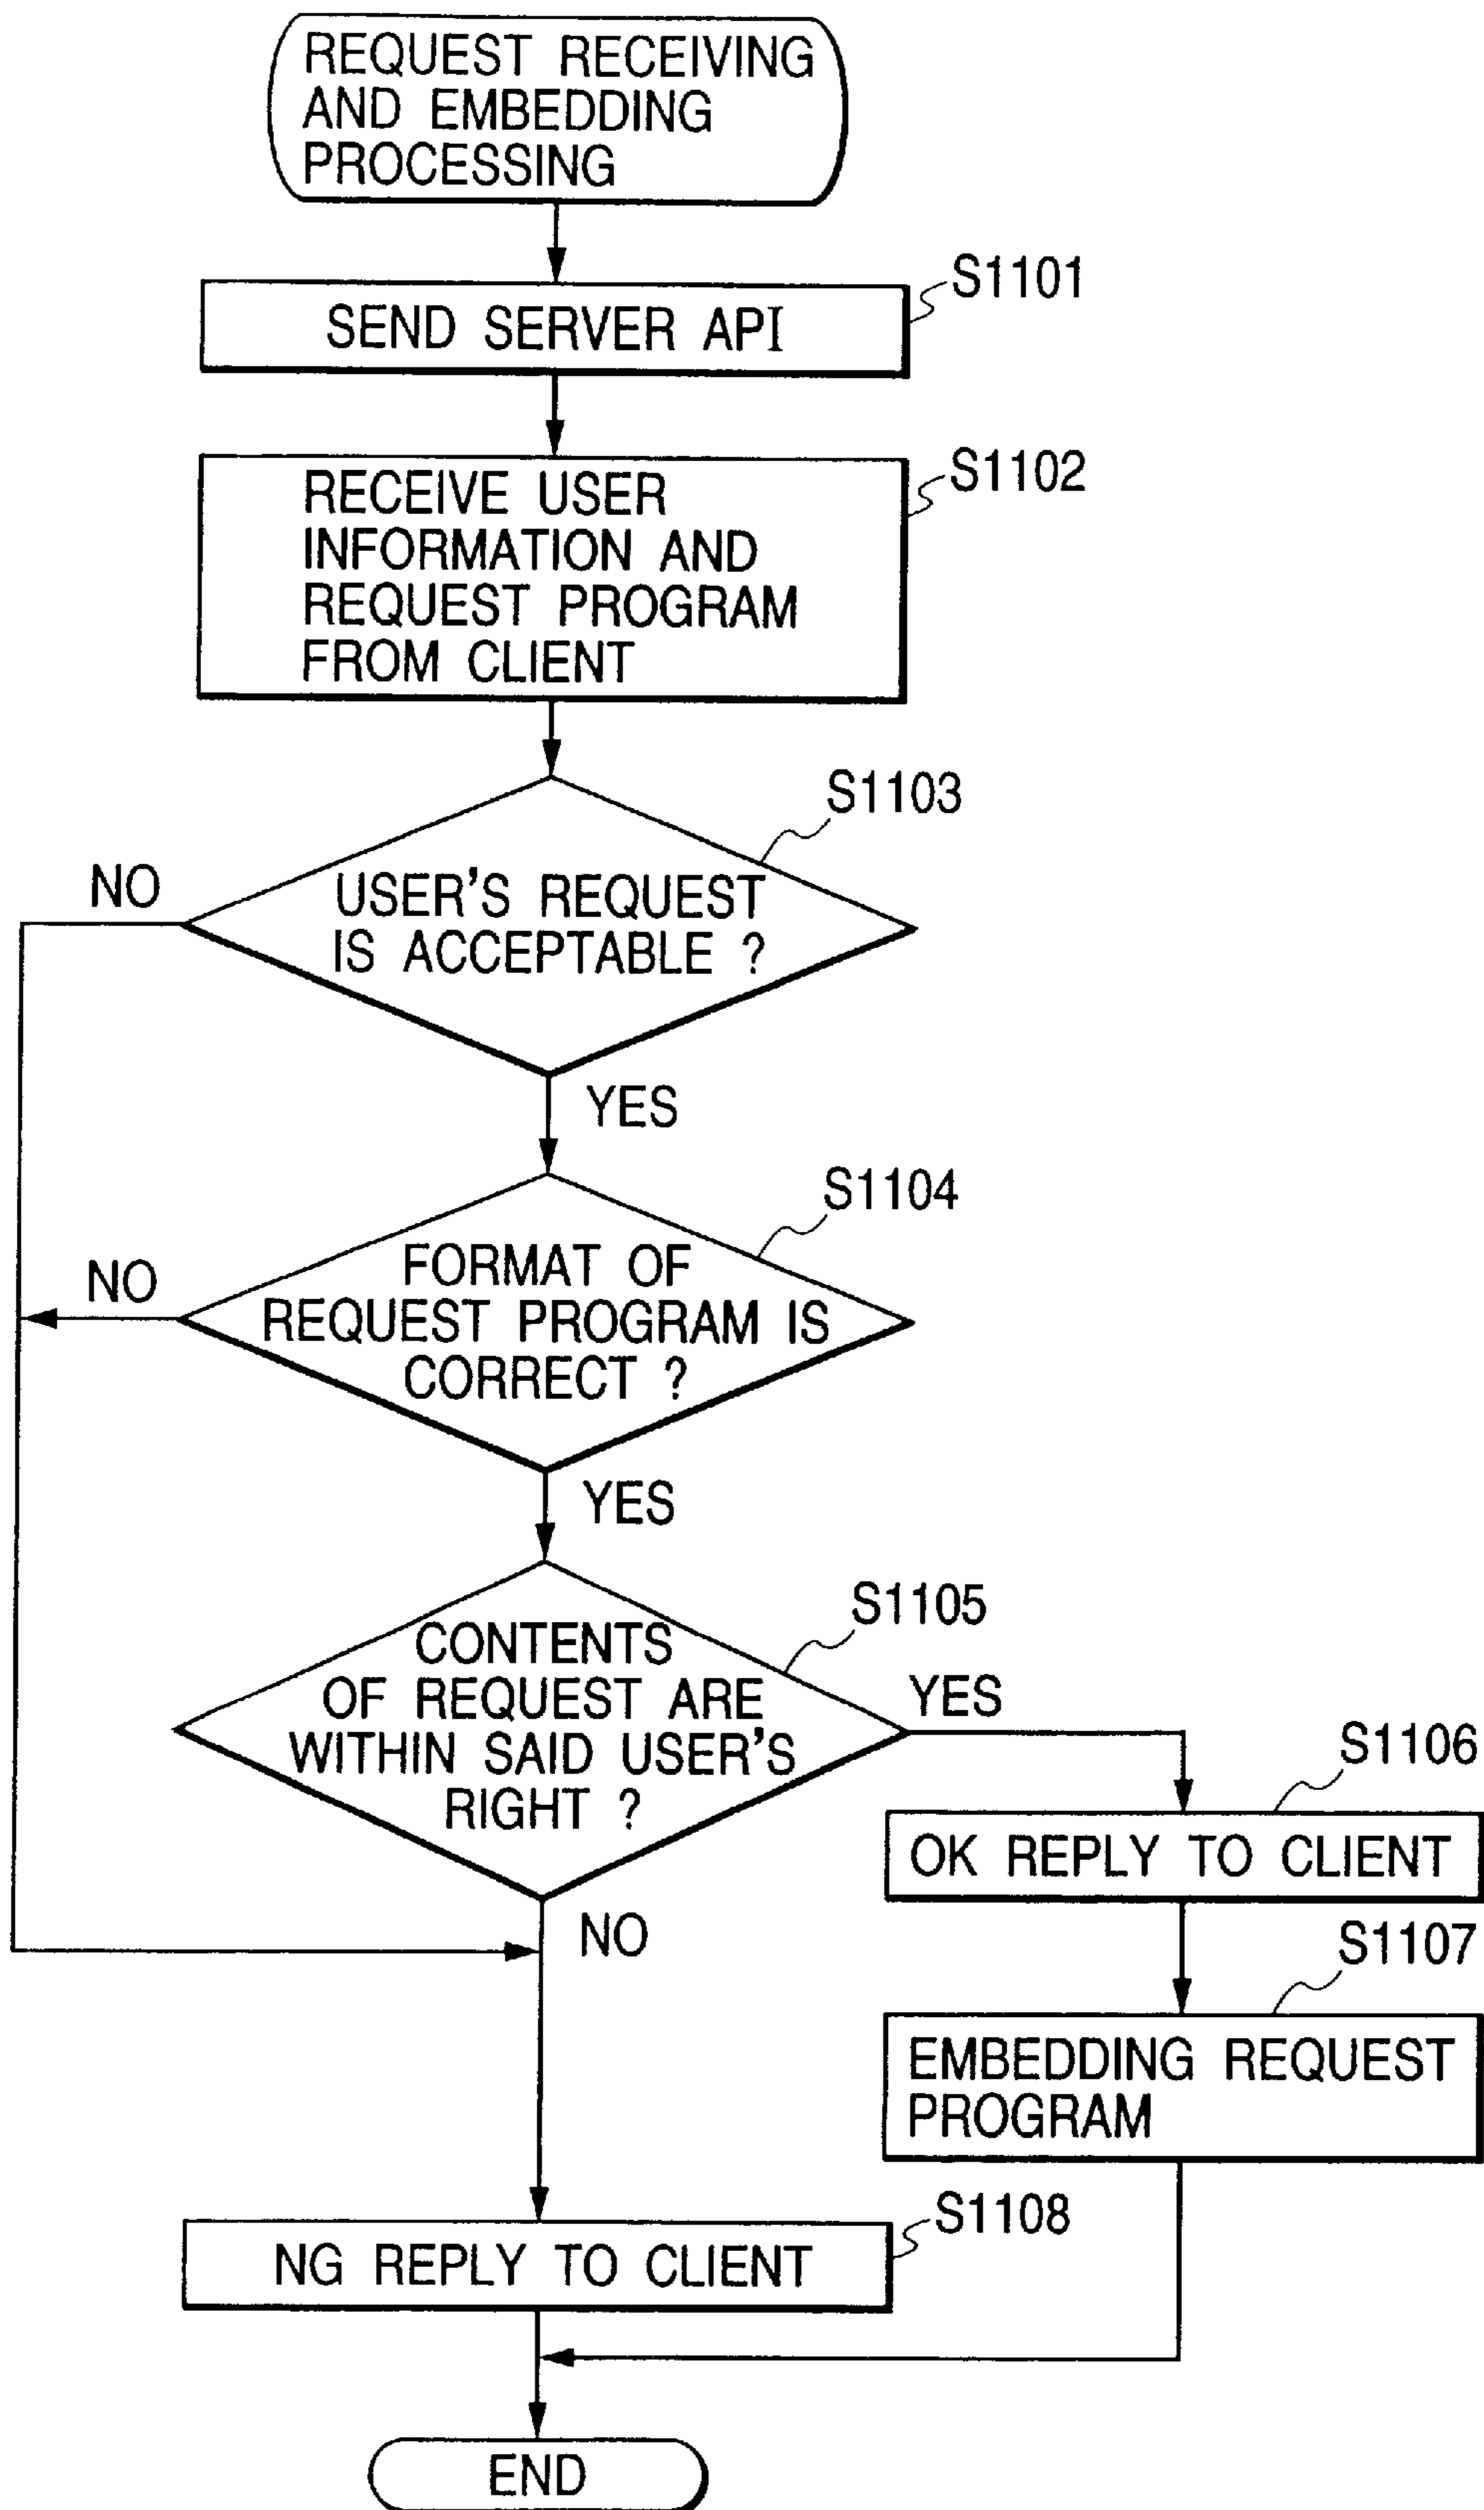 REQUEST RECEIVING
AND EMBEDDING
PROCESSING
S1101
SEND SERVER API
S1102
RECEIVE USER
INFORMATION AND
REQUEST PROGRAM
FROM CLIENT
S1103
NO
USER'S REQUEST
IS ACCEPTABLE ?
YES
S1104
NO
FORMAT OF
REQUEST PROGRAM IS
CORRECT ?
YES
S1105
CONTENTS
OF REQUEST ARE
WITHIN SAID USER'S
RIGHT ?
YES
S1106
OK REPLY TO CLIENT
NO
S1107
EMBEDDING REQUEST
PROGRAM
S1108
NG REPLY TO CLIENT
END